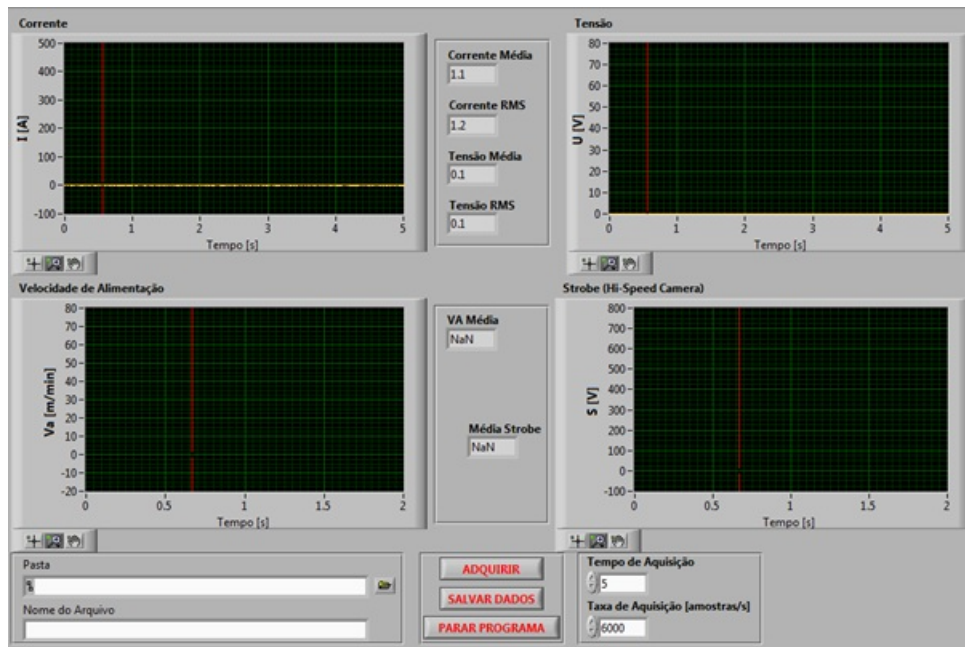 Corrente
500
400
300
200
100
0
-100
I [A]
0 1 2 3 4 5
Tempo [s]
Corrente Média
1.1
Corrente RMS
1.2
Tensão Média
0.1
Tensão RMS
0.1
Tensão
80
70
60
50
40
30
20
10
0
U [V]
0 1 2 3 4 5
Tempo [s]
Velocidade de Alimentação
80
70
60
50
40
30
20
10
0
-10
-20
Va [m/min]
0 0.5 1 1.5 2
Tempo [s]
VA Média
NaN
Média Strobe
NaN
Strobe (Hi-Speed Camera)
800
700
600
500
400
300
200
100
0
-100
S [V]
0 0.5 1 1.5 2
Tempo [s]
Pasta
%
Nome do Arquivo
ADQUIRIR
SALVAR DADOS
PARAR PROGRAMA
Tempo de Aquisição
5
Taxa de Aquisição [amostras/s]
6000